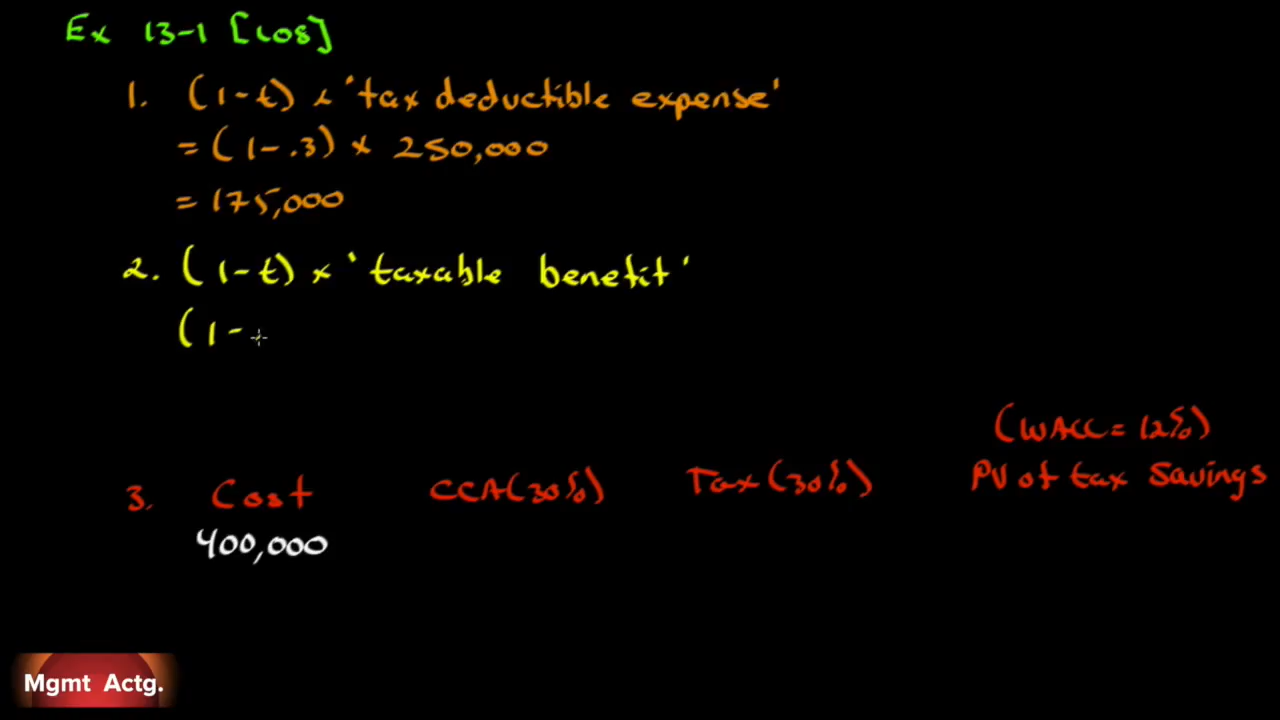 Ex 13-1 [LO8]
1. (1-t) x 'tax deductible expense'
= (1-.3) x 250,000
= 175,000
2. (1-t) x 'taxable benefit'
(1-
(WACC = 12%)
3. Cost CCA(30%) Tax(30%) PV of tax savings
400,000
Mgmt Actg.